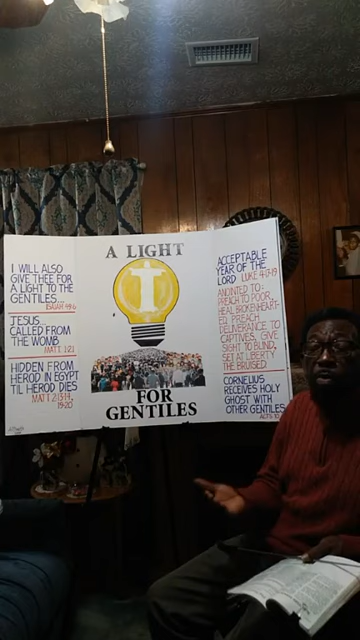 I WILL ALSO
GIVE THEE FOR
A LIGHT TO THE
GENTILES...
ISAIAH 49:6
JESUS
CALLED FROM
THE WOMB
MATT 1:21
HIDDEN FROM
HEROD IN EGYPT
TIL HEROD DIES
MATT 2:13-14,
19-20
A LIGHT
FOR
GENTILES
ACCEPTABLE
YEAR OF THE
LORD LUKE 4:17-19
ANOINTED TO:
PREACH TO POOR,
HEAL BROKENHEART-
ED, PREACH
DELIVERANCE TO
CAPTIVES, GIVE
SIGHT TO BLIND,
SET AT LIBERTY
THE BRUISED
CORNELIUS
RECEIVES HOLY
GHOST WITH
OTHER GENTILES
ACTS 10